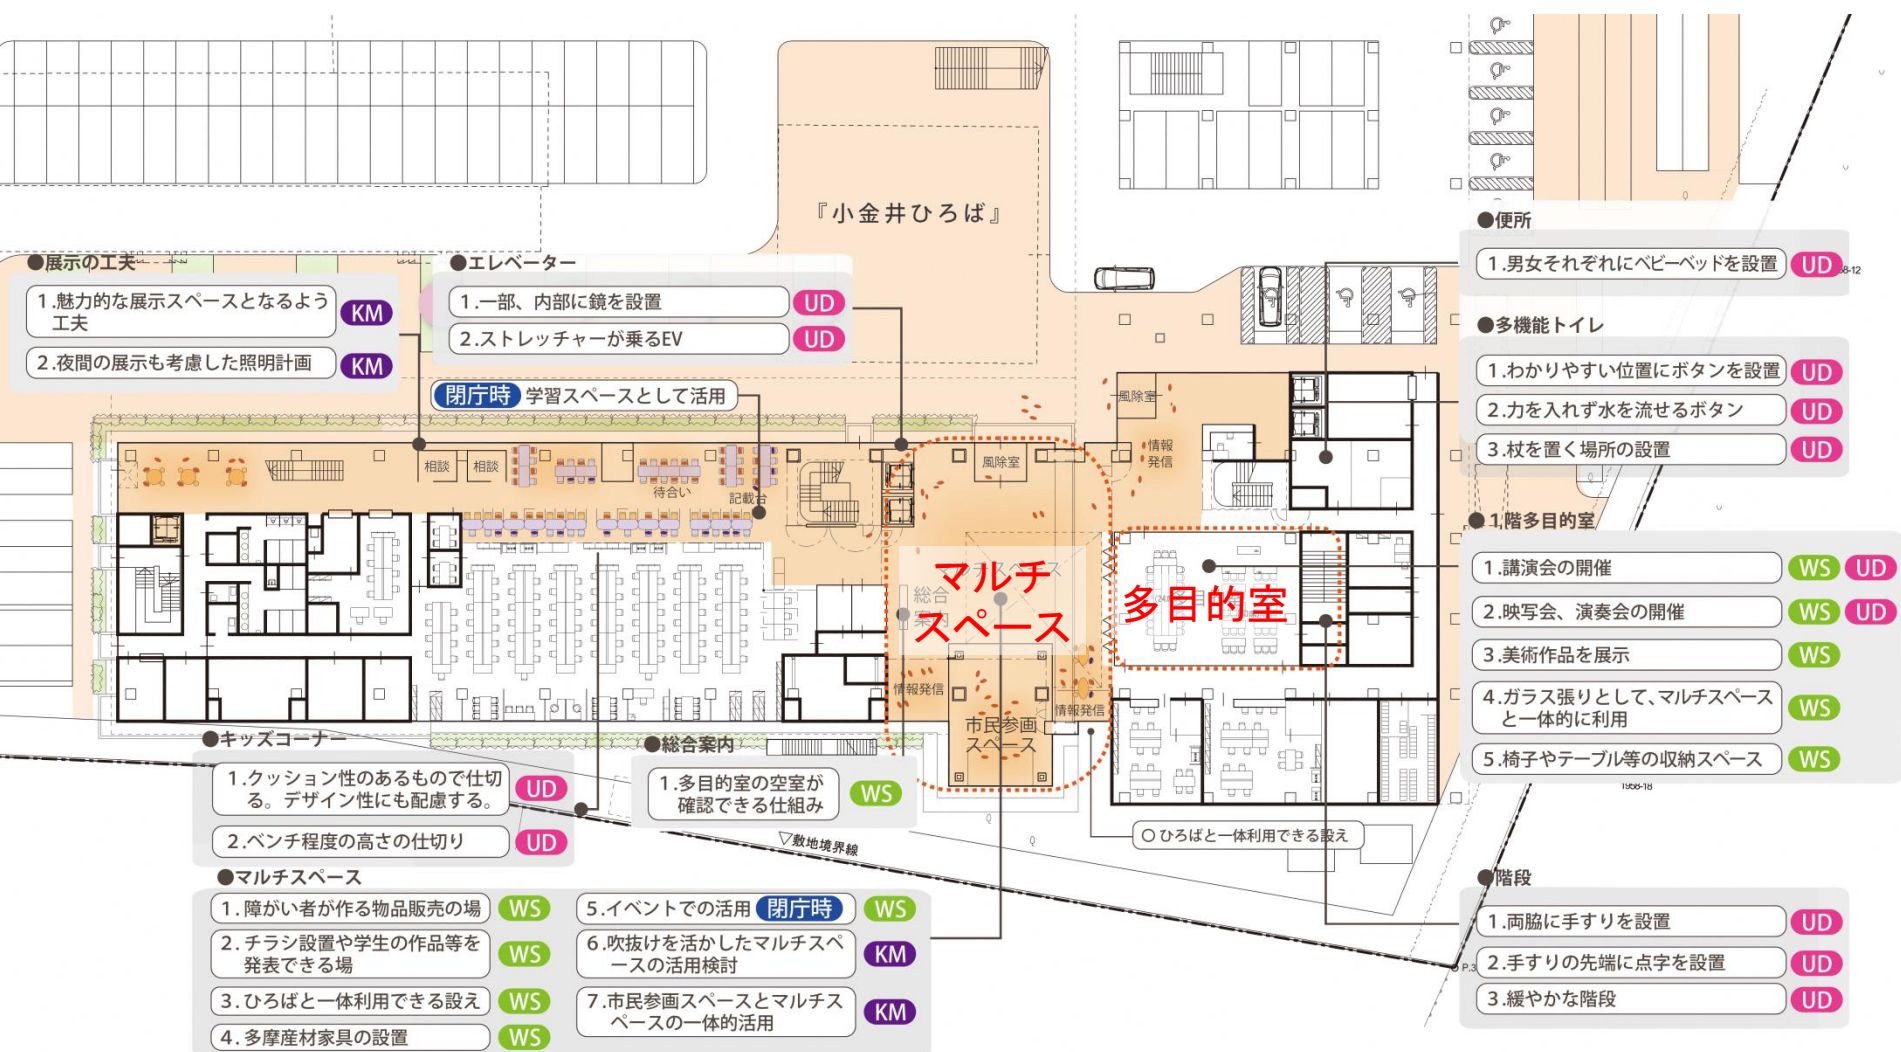 『小金井ひろば』
●展示の工夫
1.魅力的な展示スペースとなるよう
工夫
KM
2.夜間の展示も考慮した照明計画
KM
●エレベーター
1.一部、内部に鏡を設置
UD
2.ストレッチャーが乗るEV
UD
閉庁時 学習スペースとして活用
●便所
1.男女それぞれにベビーベッドを設置
UD
8-12
●多機能トイレ
1.わかりやすい位置にボタンを設置
UD
2.力を入れず水を流せるボタン
UD
3.杖を置く場所の設置
UD
●1階多目的室
1.講演会の開催
WS UD
2.映写会、演奏会の開催
WS UD
3.美術作品を展示
WS
4.ガラス張りとして、マルチスペース
と一体的に利用
WS
5.椅子やテーブル等の収納スペース
WS
1958-18
風除室
情報
発信
相談
相談
待合い
記載台
風除室
マルチスペース
マルチ
スペース
総合
案内
多目的室
情報発信
情報発信
市民参画
スペース
●キッズコーナー
1.クッション性のあるもので仕切
る。デザイン性にも配慮する。
UD
2.ベンチ程度の高さの仕切り
UD
●総合案内
1.多目的室の空室が
確認できる仕組み
WS
▽敷地境界線
○ひろばと一体利用できる設え
●マルチスペース
1.障がい者が作る物品販売の場
WS
2.チラシ設置や学生の作品等を
発表できる場
WS
3.ひろばと一体利用できる設え
WS
4.多摩産材家具の設置
WS
5.イベントでの活用 閉庁時
WS
6.吹抜けを活かしたマルチスペ
ースの活用検討
KM
7.市民参画スペースとマルチス
ペースの一体的活用
KM
●階段
1.両脇に手すりを設置
UD
2.手すりの先端に点字を設置
UD
3.緩やかな階段
UD
P.3